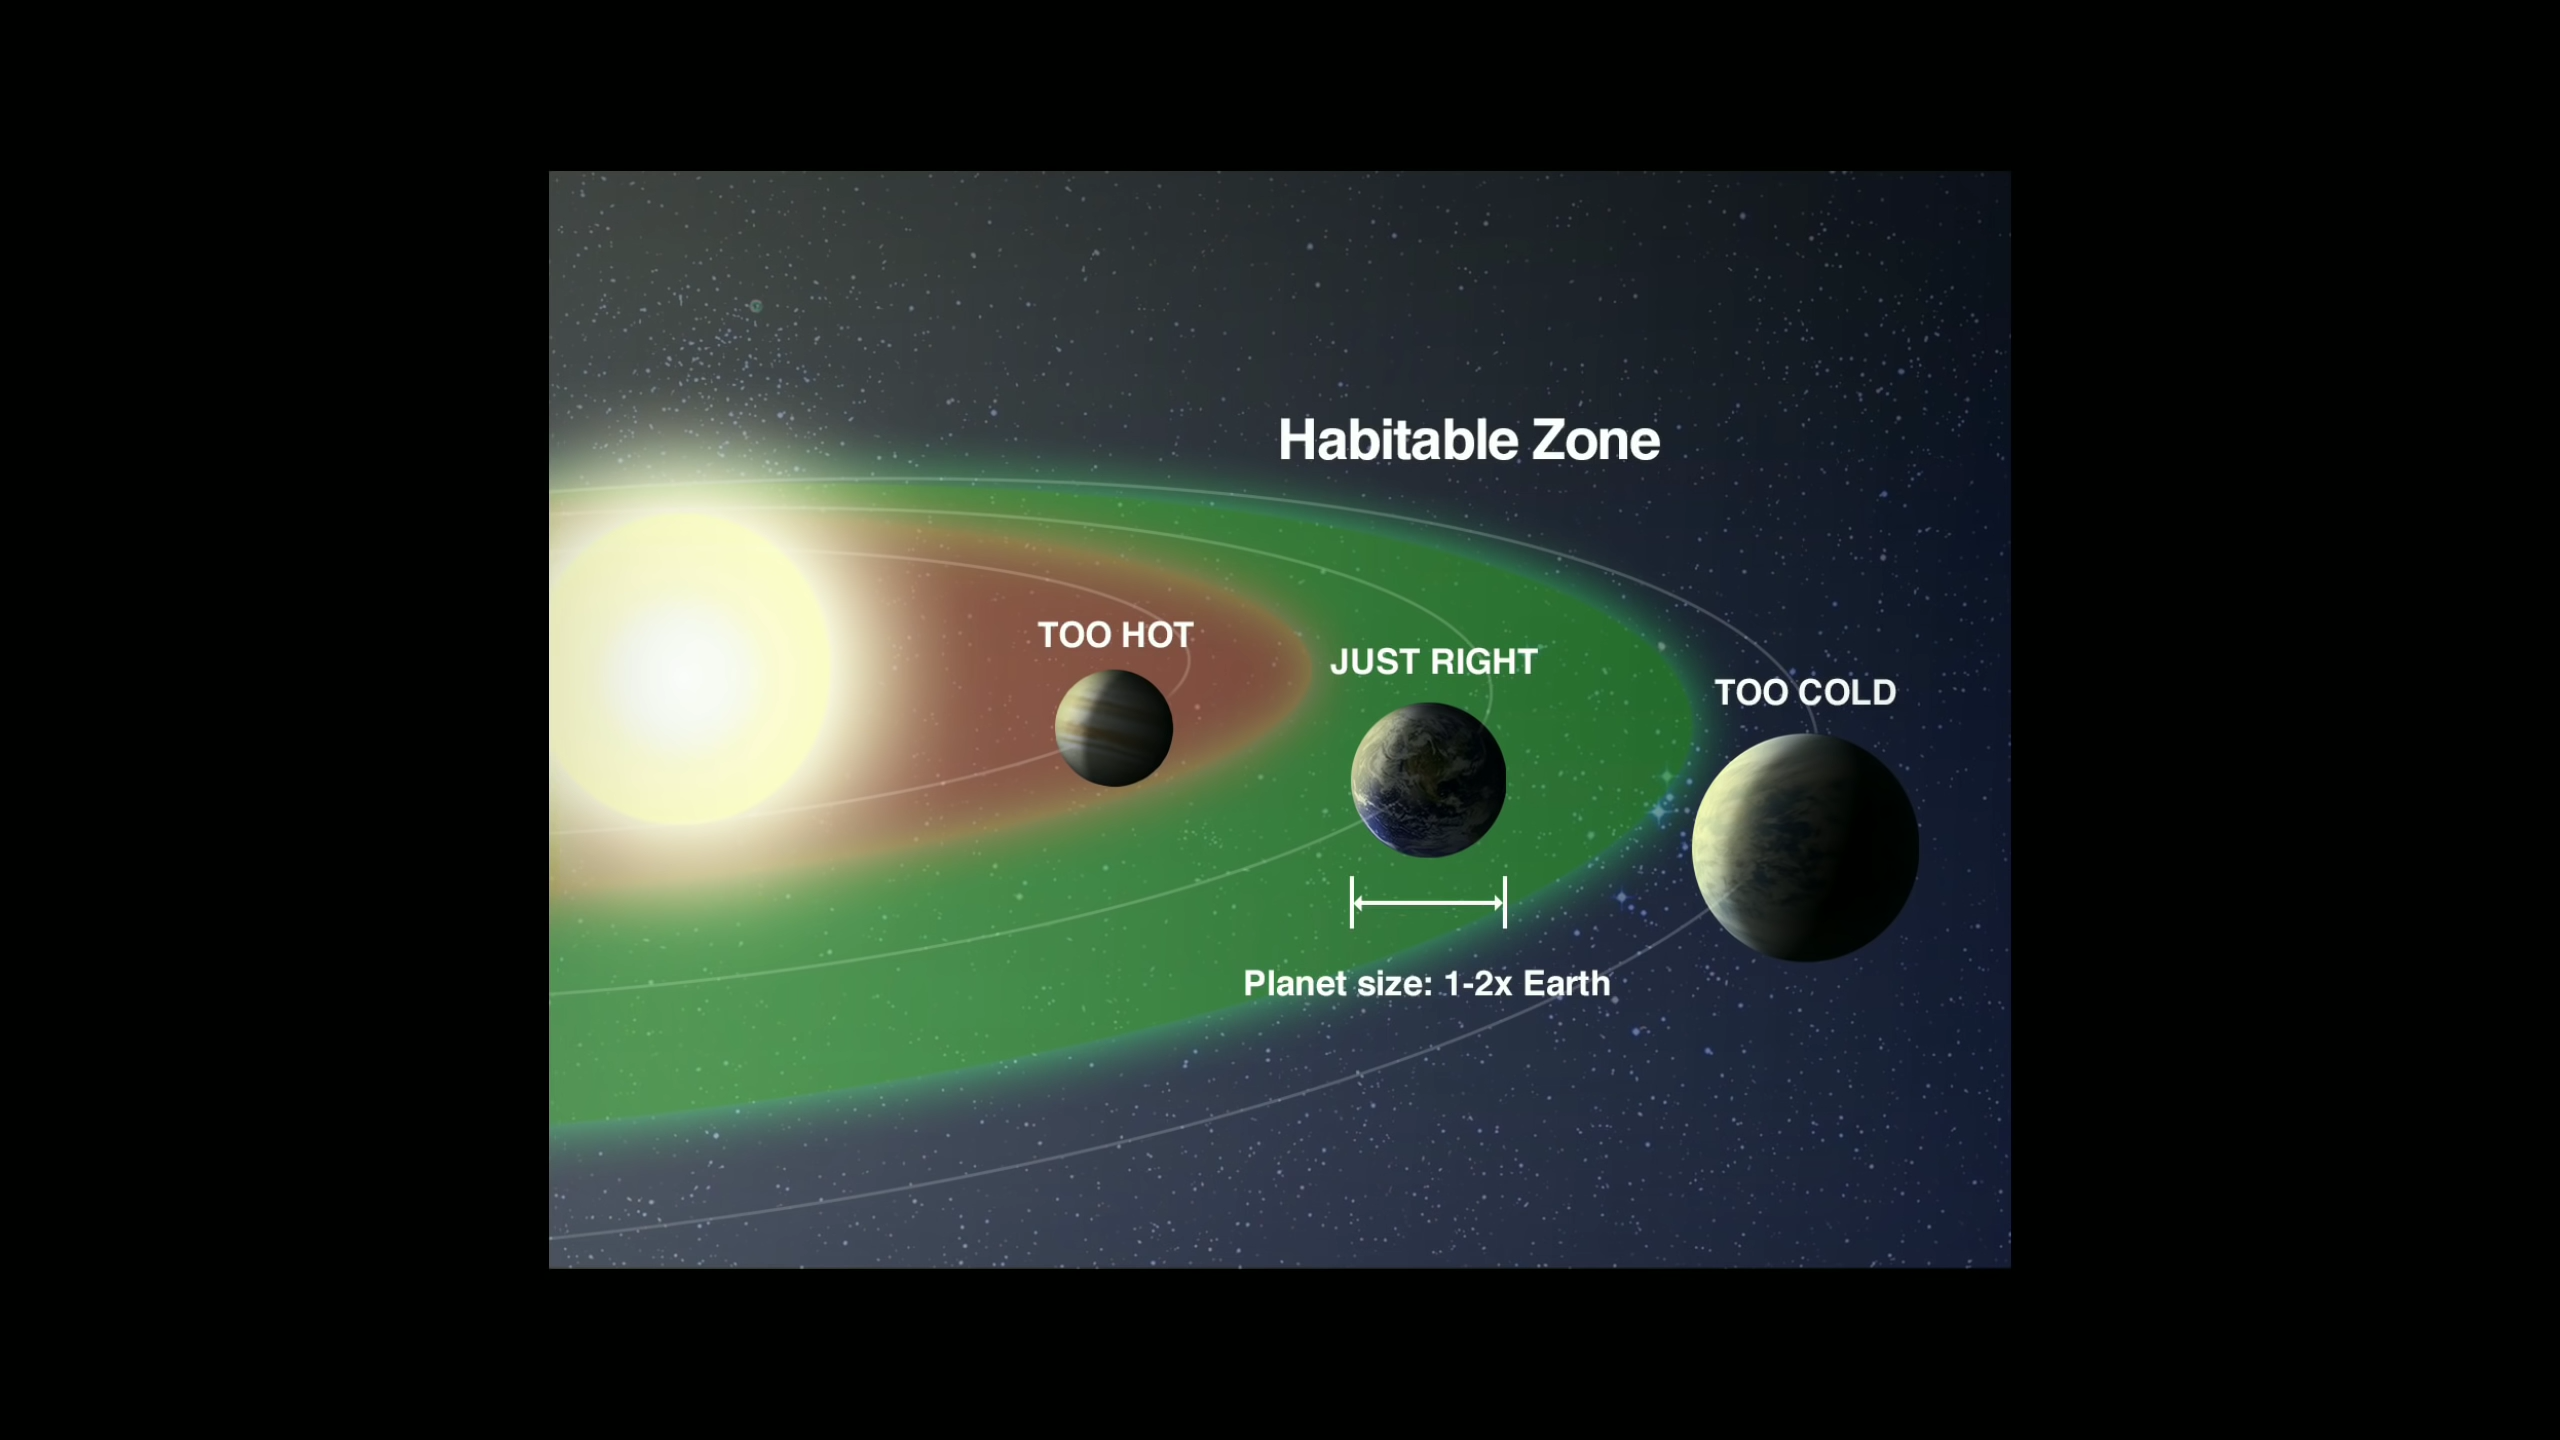 Habitable Zone
TOO HOT
JUST RIGHT
TOO COLD
Planet size: 1-2x Earth